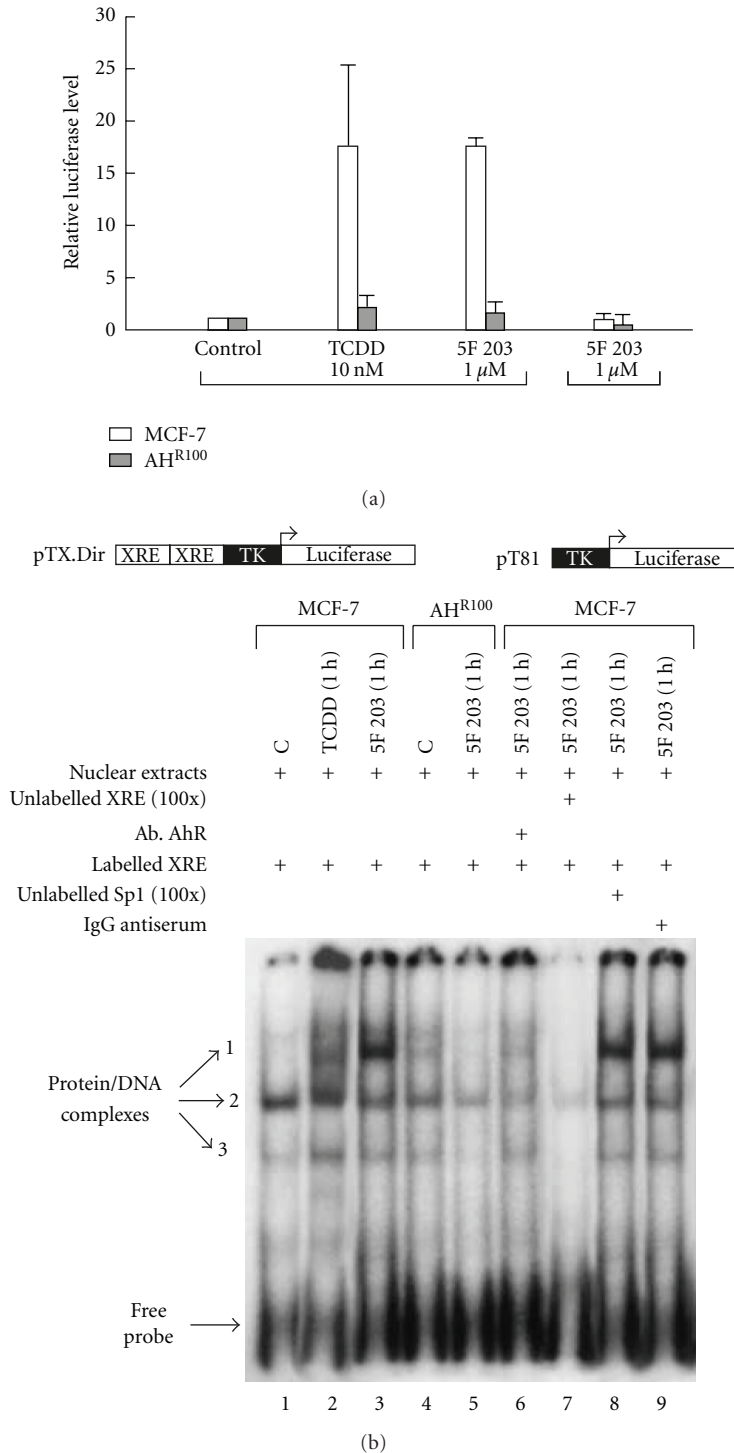 30
25
20
15
10
5
0
Relative luciferase level
Control
TCDD
10 nM
5F 203
1 μM
5F 203
1 μM
MCF-7
AH^R100
(a)
pTX.Dir XRE XRE TK Luciferase
pT81 TK Luciferase
MCF-7 AH^R100 MCF-7
C TCDD (1 h) 5F 203 (1 h) C 5F 203 (1 h) 5F 203 (1 h) 5F 203 (1 h) 5F 203 (1 h) 5F 203 (1 h)
Nuclear extracts + + + + + + + + +
Unlabelled XRE (100x) +
Ab. AhR +
Labelled XRE + + + + + + + + +
Unlabelled Sp1 (100x) +
IgG antiserum +
Protein/DNA
complexes
1
2
3
Free
probe
1 2 3 4 5 6 7 8 9
(b)